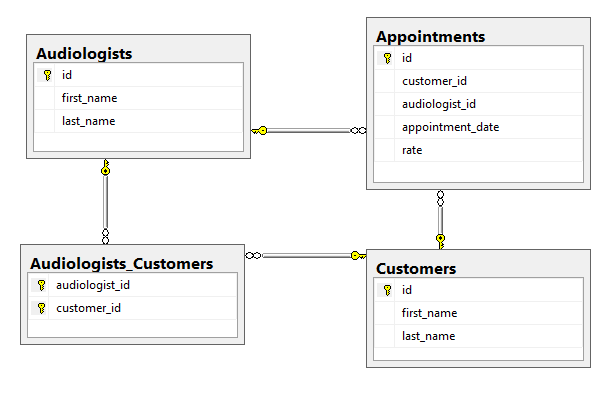 Audiologists
id
first_name
last_name
Appointments
id
customer_id
audiologist_id
appointment_date
rate
Audiologists_Customers
audiologist_id
customer_id
Customers
id
first_name
last_name